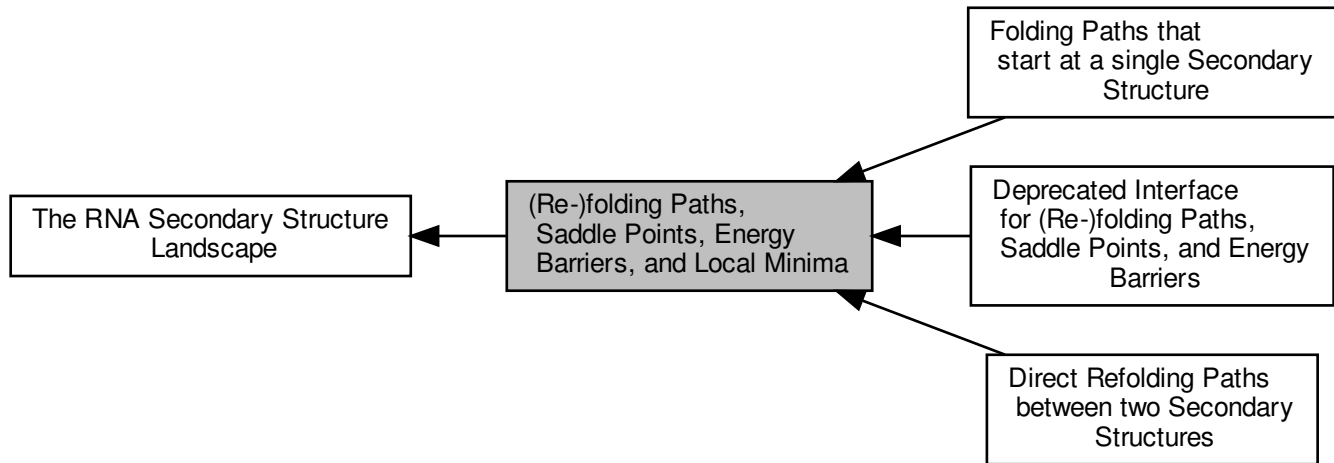 The RNA Secondary Structure
Landscape
(Re-)folding Paths,
Saddle Points, Energy
Barriers, and Local Minima
Folding Paths that
start at a single Secondary
Structure
Deprecated Interface
for (Re-)folding Paths,
Saddle Points, and Energy
Barriers
Direct Refolding Paths
between two Secondary
Structures